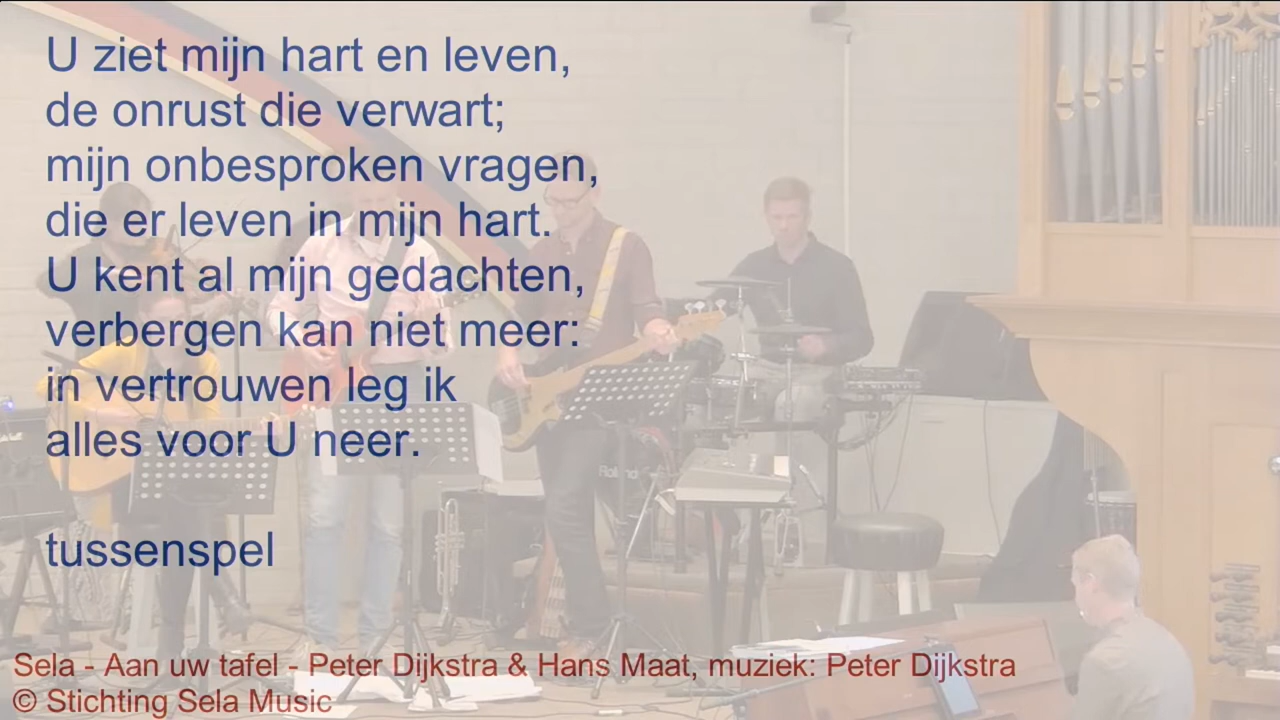 U ziet mijn hart en leven,
de onrust die verwart;
mijn onbesproken vragen,
die er leven in mijn hart.
U kent al mijn gedachten,
verbergen kan niet meer:
in vertrouwen leg ik
alles voor U neer.
tussenspel
Roland
Sela - Aan uw tafel - Peter Dijkstra & Hans Maat, muziek: Peter Dijkstra
© Stichting Sela Music